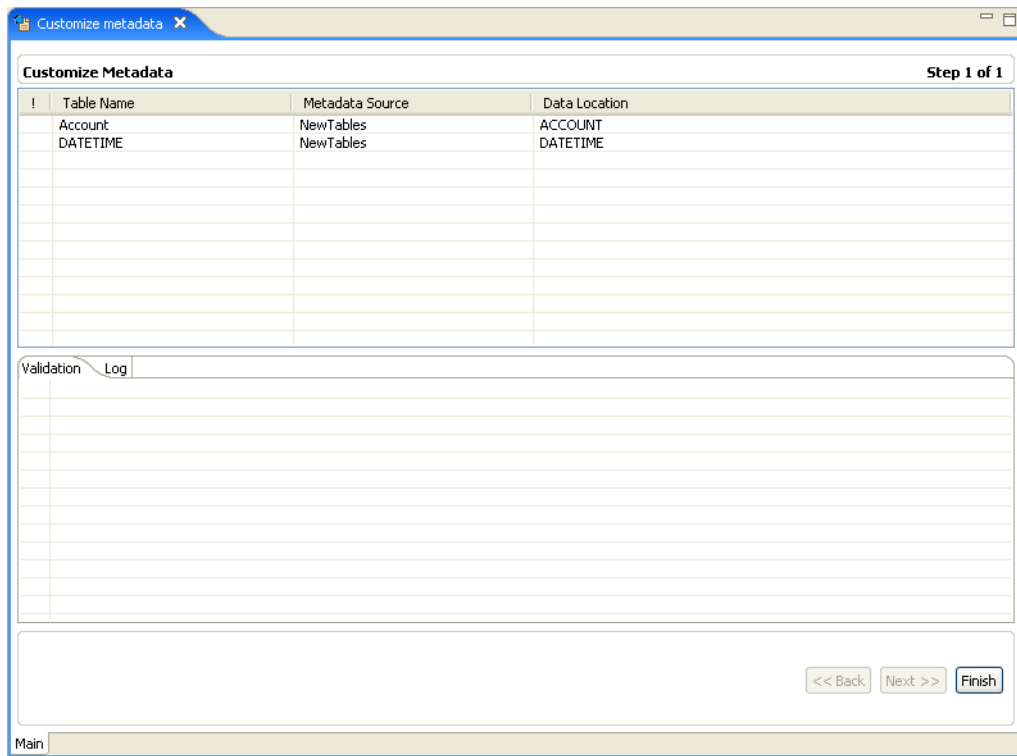 Customize metadata
Customize Metadata Step 1 of 1
! Table Name Metadata Source Data Location
Account NewTables ACCOUNT
DATETIME NewTables DATETIME
Validation Log
<< Back Next >> Finish
Main